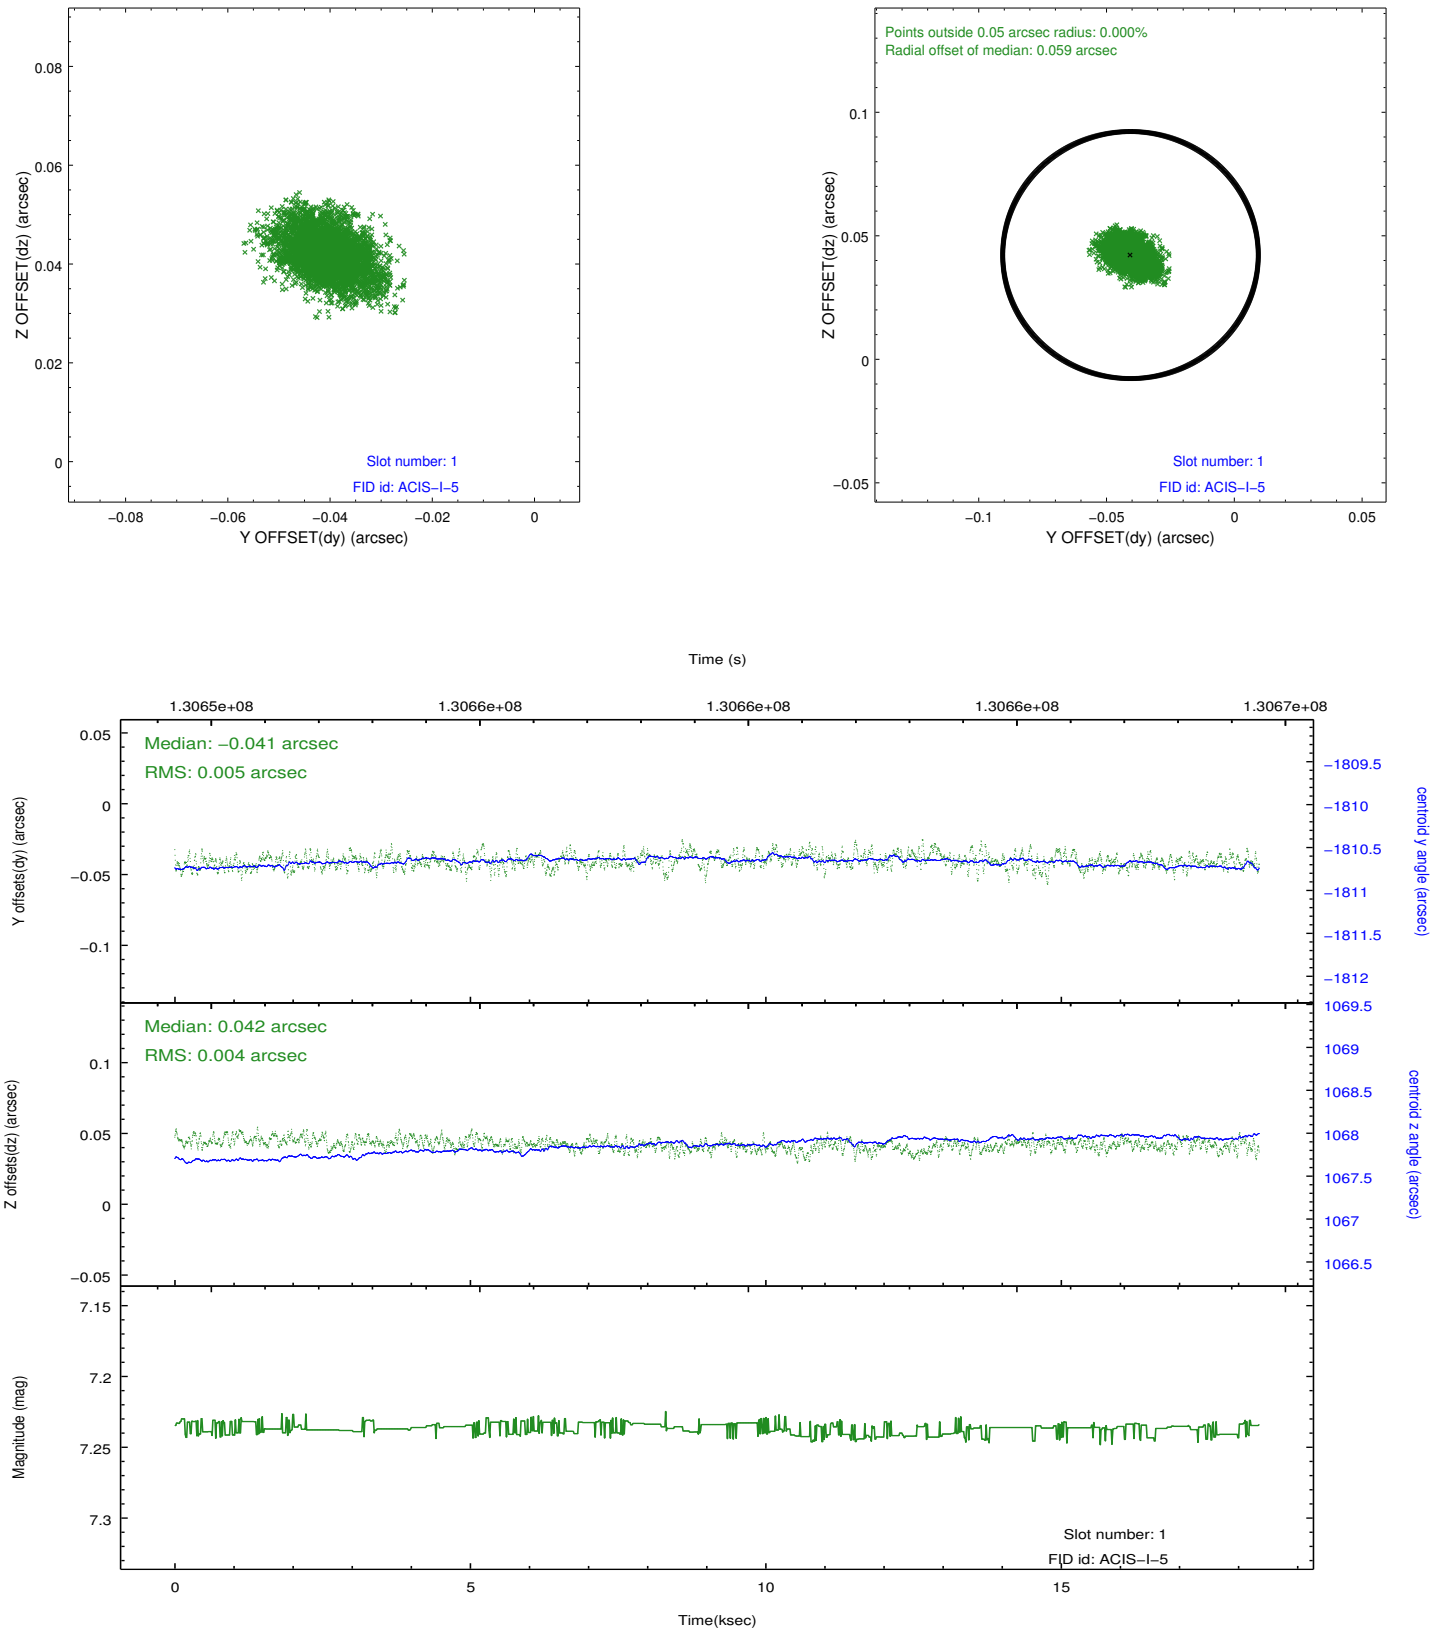 0.08
0.06
0.04
0.02
0
Z OFFSET(dz) (arcsec)
Slot number: 1
FID id: ACIS−I−5
−0.08
−0.06
−0.04
−0.02
0
Y OFFSET(dy) (arcsec)
Points outside 0.05 arcsec radius: 0.000%
Radial offset of median: 0.059 arcsec
0.1
0.05
0
−0.05
Z OFFSET(dz) (arcsec)
Slot number: 1
FID id: ACIS−I−5
−0.1
−0.05
0
0.05
Y OFFSET(dy) (arcsec)
Time (s)
1.3065e+08
1.3066e+08
1.3066e+08
1.3066e+08
1.3067e+08
Median: −0.041 arcsec
RMS: 0.005 arcsec
0.05
0
−0.05
−0.1
Y offsets(dy) (arcsec)
−1809.5
−1810
−1810.5
−1811
−1811.5
−1812
centroid y angle (arcsec)
Median: 0.042 arcsec
RMS: 0.004 arcsec
0.1
0.05
0
−0.05
Z offsets(dz) (arcsec)
1069.5
1069
1068.5
1068
1067.5
1067
1066.5
centroid z angle (arcsec)
7.15
7.2
7.25
7.3
Magnitude (mag)
Slot number: 1
FID id: ACIS−I−5
0
5
10
15
Time(ksec)